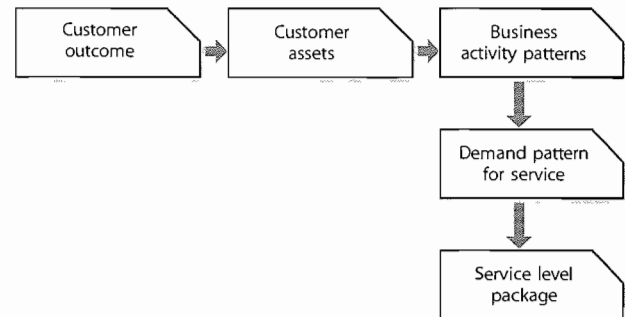 Customer
outcome
Customer
assets
Business
activity patterns
Demand pattern
for service
Service level
package